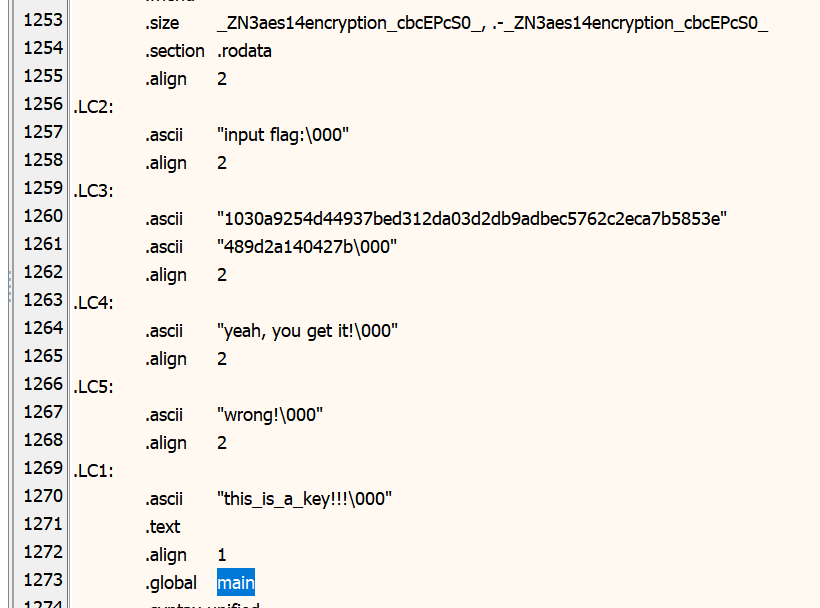 1253 .size _ZN3aes14encryption_cbcEPcS0_, .-_ZN3aes14encryption_cbcEPcS0_
1254 .section .rodata
1255 .align 2
1256 .LC2:
1257 .ascii "input flag:\000"
1258 .align 2
1259 .LC3:
1260 .ascii "1030a9254d44937bed312da03d2db9adbec5762c2eca7b5853e"
1261 .ascii "489d2a140427b\000"
1262 .align 2
1263 .LC4:
1264 .ascii "yeah, you get it!\000"
1265 .align 2
1266 .LC5:
1267 .ascii "wrong!\000"
1268 .align 2
1269 .LC1:
1270 .ascii "this_is_a_key!!!\000"
1271 .text
1272 .align 1
1273 .global main
1274 .syntax unified